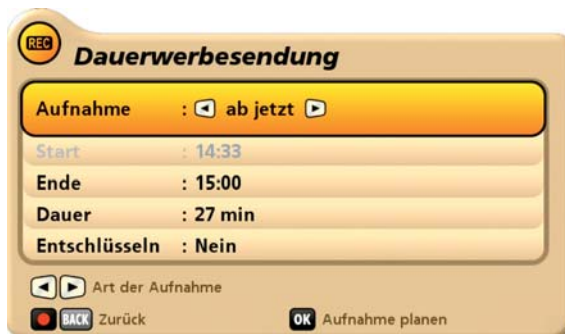 REC
Dauerwerbesendung
Aufnahme : ab jetzt
Start : 14:33
Ende : 15:00
Dauer : 27 min
Entschlüsseln : Nein
Art der Aufnahme
BACK Zurück OK Aufnahme planen